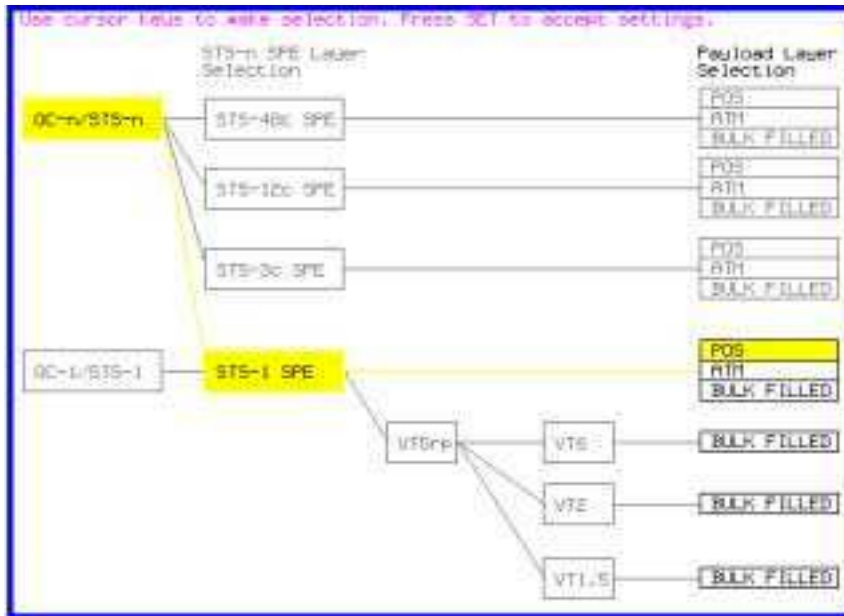 Use cursor keys to make selection. Press SET to accept settings.
STS-n SPE Layer
Selection
Payload Layer
Selection
OC-n/STS-n
STS-48c SPE
POS
ATM
BULK FILLED
STS-12c SPE
POS
ATM
BULK FILLED
STS-3c SPE
POS
ATM
BULK FILLED
OC-1/STS-1
STS-1 SPE
POS
ATM
BULK FILLED
VTGrp
VT6
BULK FILLED
VT2
BULK FILLED
VT1.5
BULK FILLED